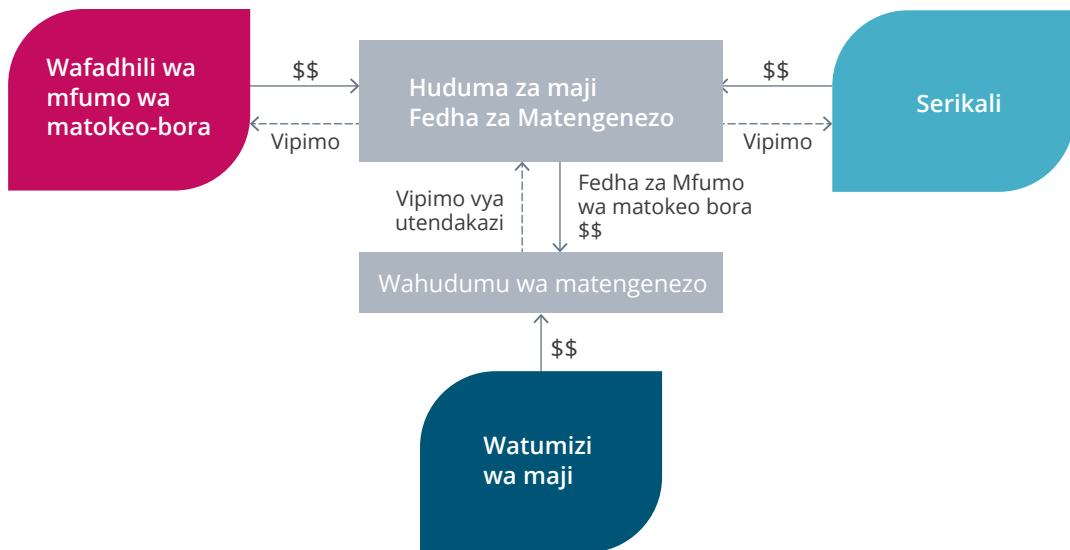 Wafadhili wa
mfumo wa
matokeo-bora
$$
Vipimo
Huduma za maji
Fedha za Matengenezo
$$
Vipimo
Serikali
Vipimo vya
utendakazi
Fedha za Mfumo
wa matokeo bora
$$
Wahudumu wa matengenezo
$$
Watumizi
wa maji